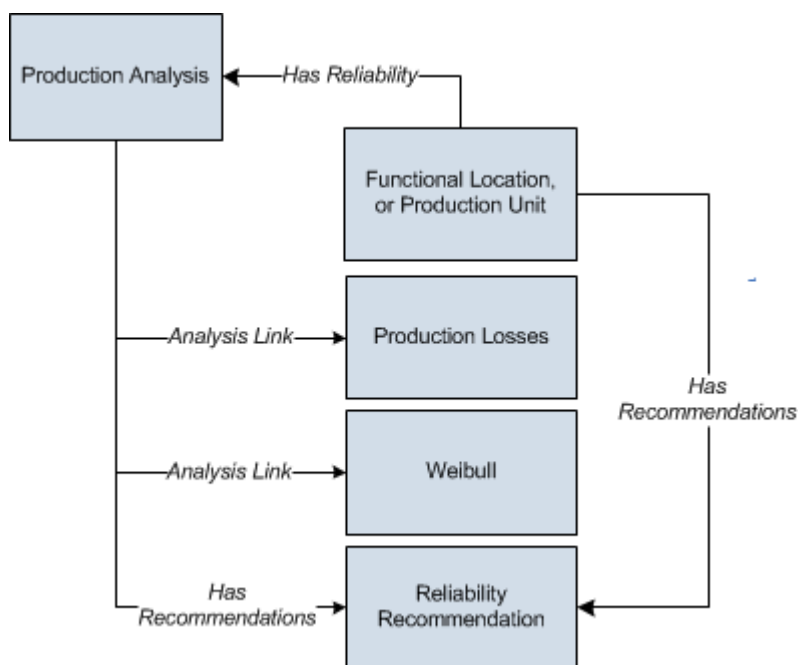 Production Analysis
Has Reliability
Functional Location,
or Production Unit
Analysis Link
Production Losses
Has
Recommendations
Analysis Link
Weibull
Has
Recommendations
Reliability
Recommendation